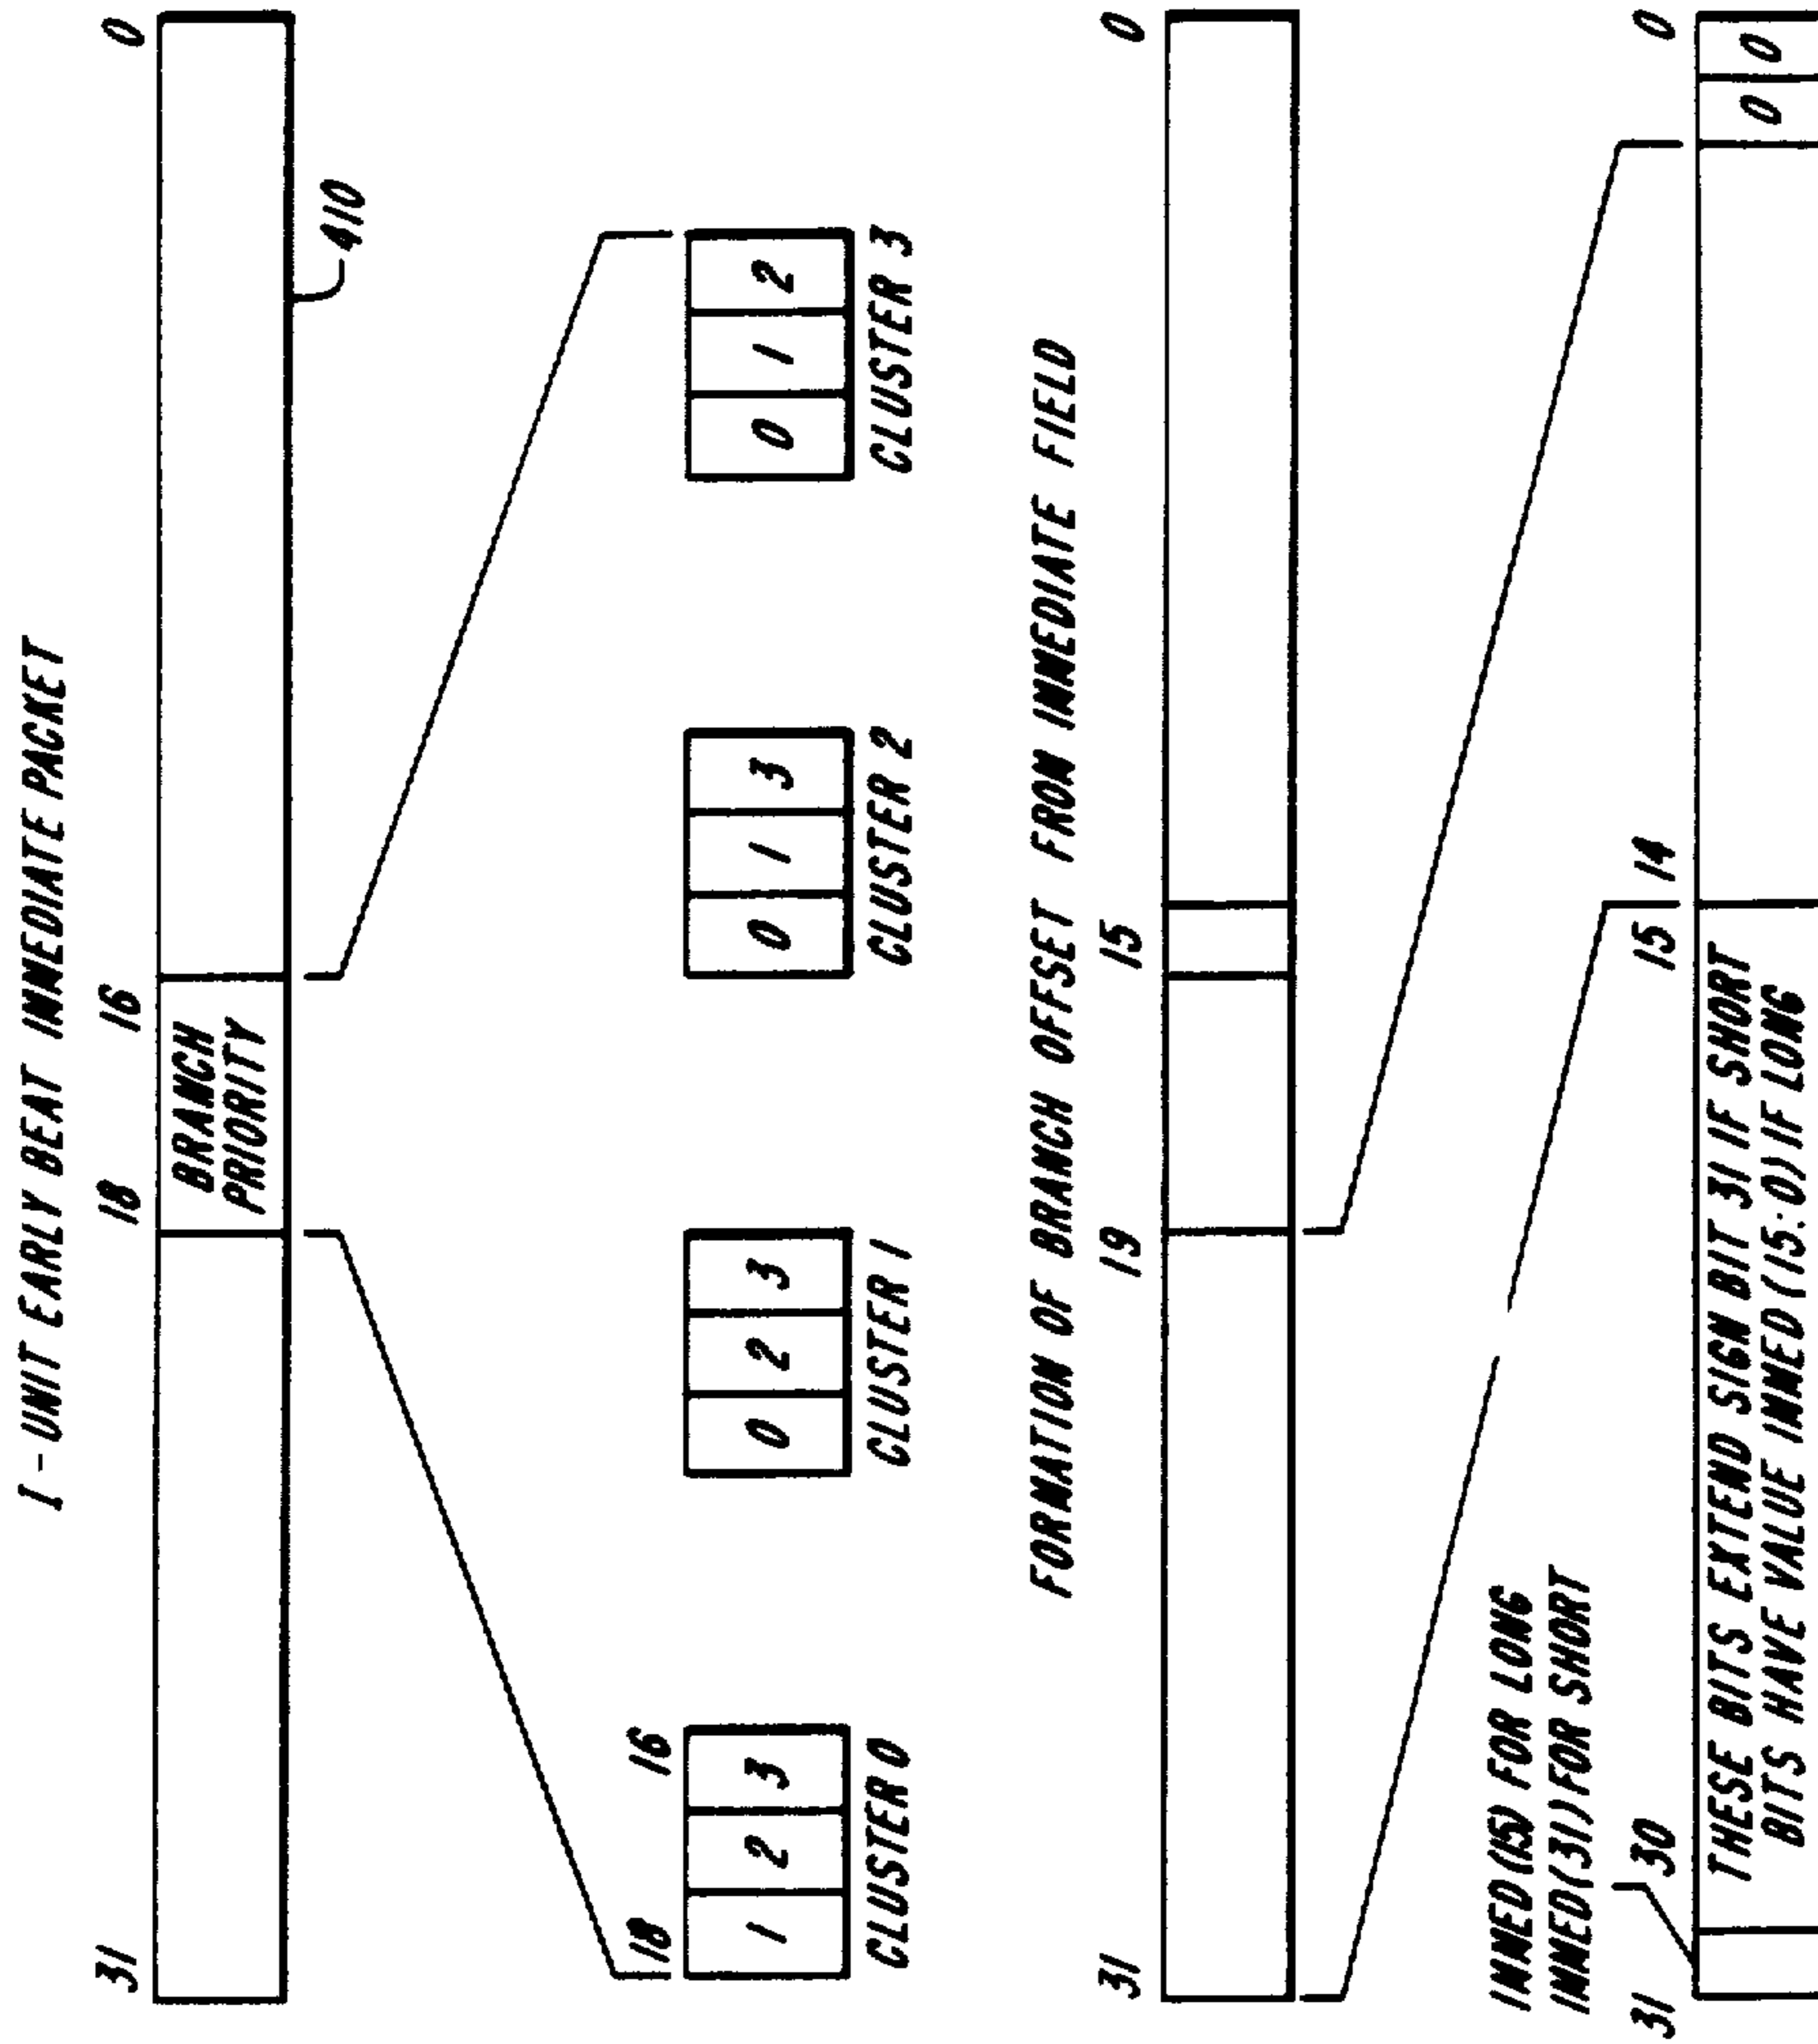 I-UNIT EARLY BEAT IMMEDIATE PACKET
31 18 16 0
BRANCH
PRIORITY
410
18 16
1 2 3
0 2 3
0 1 3
0 1 2
CLUSTER 0
CLUSTER 1
CLUSTER 2
CLUSTER 3
FORMATION OF BRANCH OFFSET FROM IMMEDIATE FIELD
31 19 15 0
IMMED(15) FOR LONG
IMMED(31) FOR SHORT
31 30 15 14 0
THESE BITS EXTEND SIGN BIT 31 IF SHORT
BITS HAVE VALUE IMMED(15:0) IF LONG
0 0